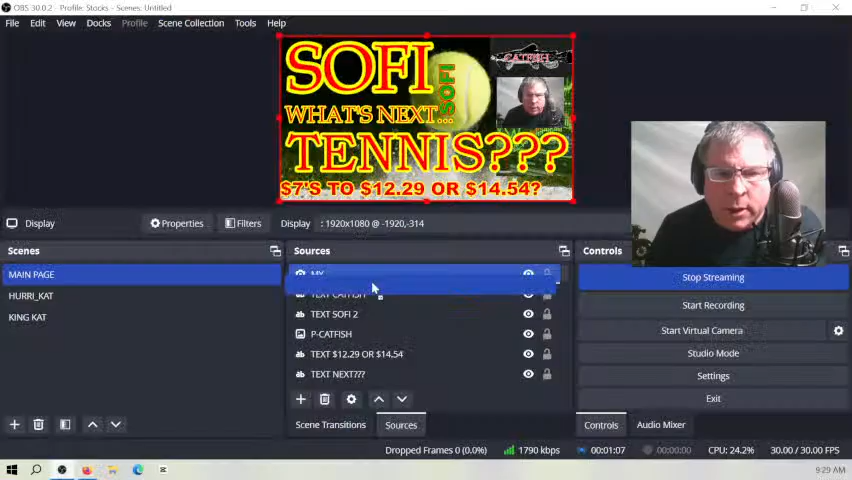 OBS 30.0.2 - Profile: Stocks - Scenes: Untitled
File Edit View Docks Profile Scene Collection Tools Help
SOFI
SOFI
CATFISH
WHAT'S NEXT...
TENNIS???
$7'S TO $12.29 OR $14.54?
Display Properties Filters Display : 1920x1080 @ -1920,-314
Scenes
MAIN PAGE
HURRI_KAT
KING KAT
Sources
MY
TEXT CATFISH
TEXT SOFI 2
P-CATFISH
TEXT $12.29 OR $14.54
TEXT NEXT???
Scene Transitions Sources
Controls
Stop Streaming
Start Recording
Start Virtual Camera
Studio Mode
Settings
Exit
Controls Audio Mixer
Dropped Frames 0 (0.0%) 1790 kbps 00:01:07 00:00:00 CPU: 24.2% 30.00 / 30.00 FPS
9:29 AM